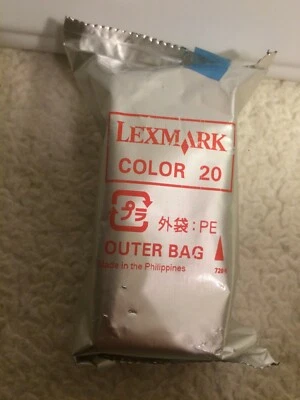 LEXMARK
COLOR 20
プラ 外袋:PE
OUTER BAG
Made in the Philippines